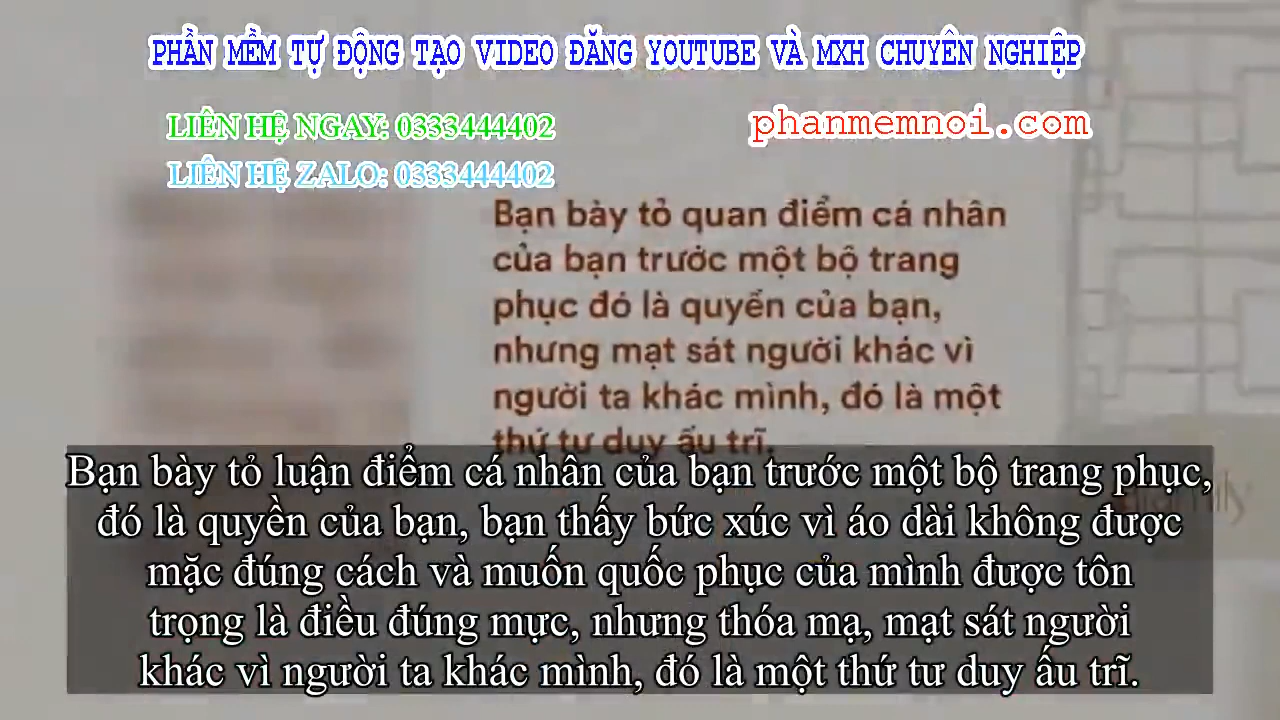 PHẦN MỀM TỰ ĐỘNG TẠO VIDEO ĐĂNG YOUTUBE VÀ MXH CHUYÊN NGHIỆP
LIÊN HỆ NGAY: 0333444402
phanmemnoi.com
LIÊN HỆ ZALO: 0333444402
Bạn bày tỏ quan điểm cá nhân
của bạn trước một bộ trang
phục đó là quyền của bạn,
nhưng mạt sát người khác vì
người ta khác mình, đó là một
thứ tư duy ấu trĩ.
Bạn bày tỏ luận điểm cá nhân của bạn trước một bộ trang phục,
đó là quyền của bạn, bạn thấy bức xúc vì áo dài không được
mặc đúng cách và muốn quốc phục của mình được tôn
trọng là điều đúng mực, nhưng thóa mạ, mạt sát người
khác vì người ta khác mình, đó là một thứ tư duy ấu trĩ.